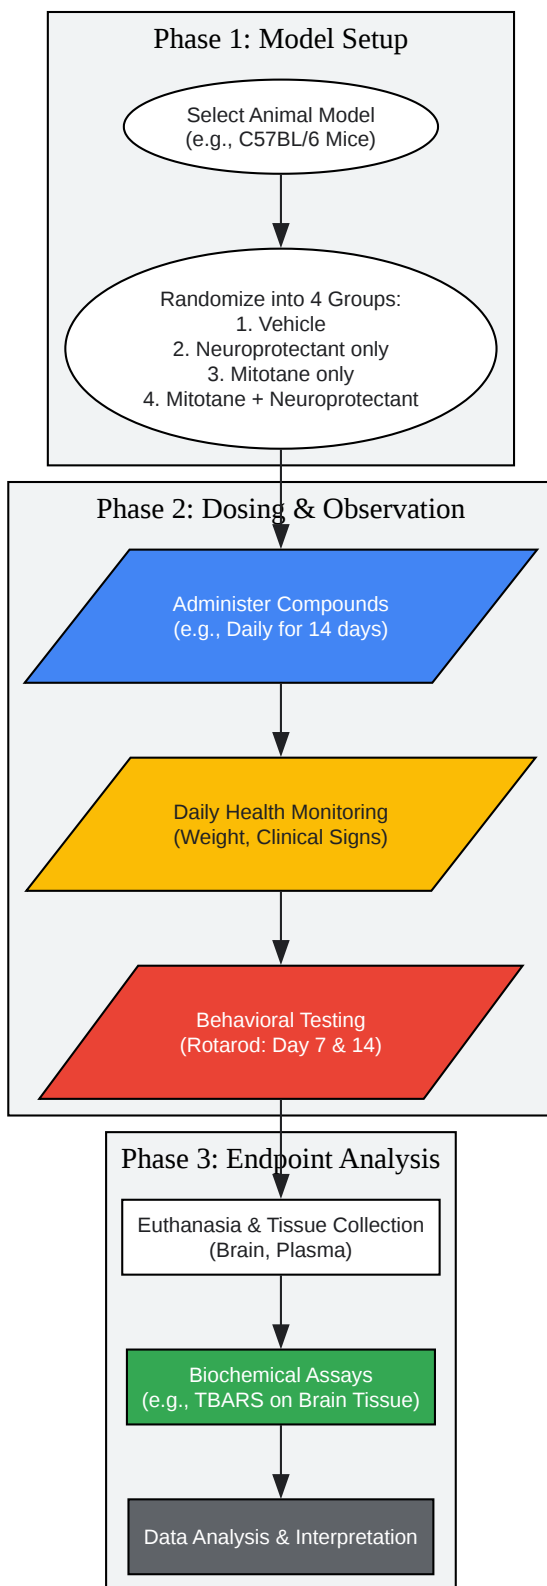 Phase 1: Model Setup
Select Animal Model
(e.g., C57BL/6 Mice)
Randomize into 4 Groups:
1. Vehicle
2. Neuroprotectant only
3. Mitotane only
4. Mitotane + Neuroprotectant
Phase 2: Dosing & Observation
Administer Compounds
(e.g., Daily for 14 days)
Daily Health Monitoring
(Weight, Clinical Signs)
Behavioral Testing
(Rotarod: Day 7 & 14)
Phase 3: Endpoint Analysis
Euthanasia & Tissue Collection
(Brain, Plasma)
Biochemical Assays
(e.g., TBARS on Brain Tissue)
Data Analysis & Interpretation